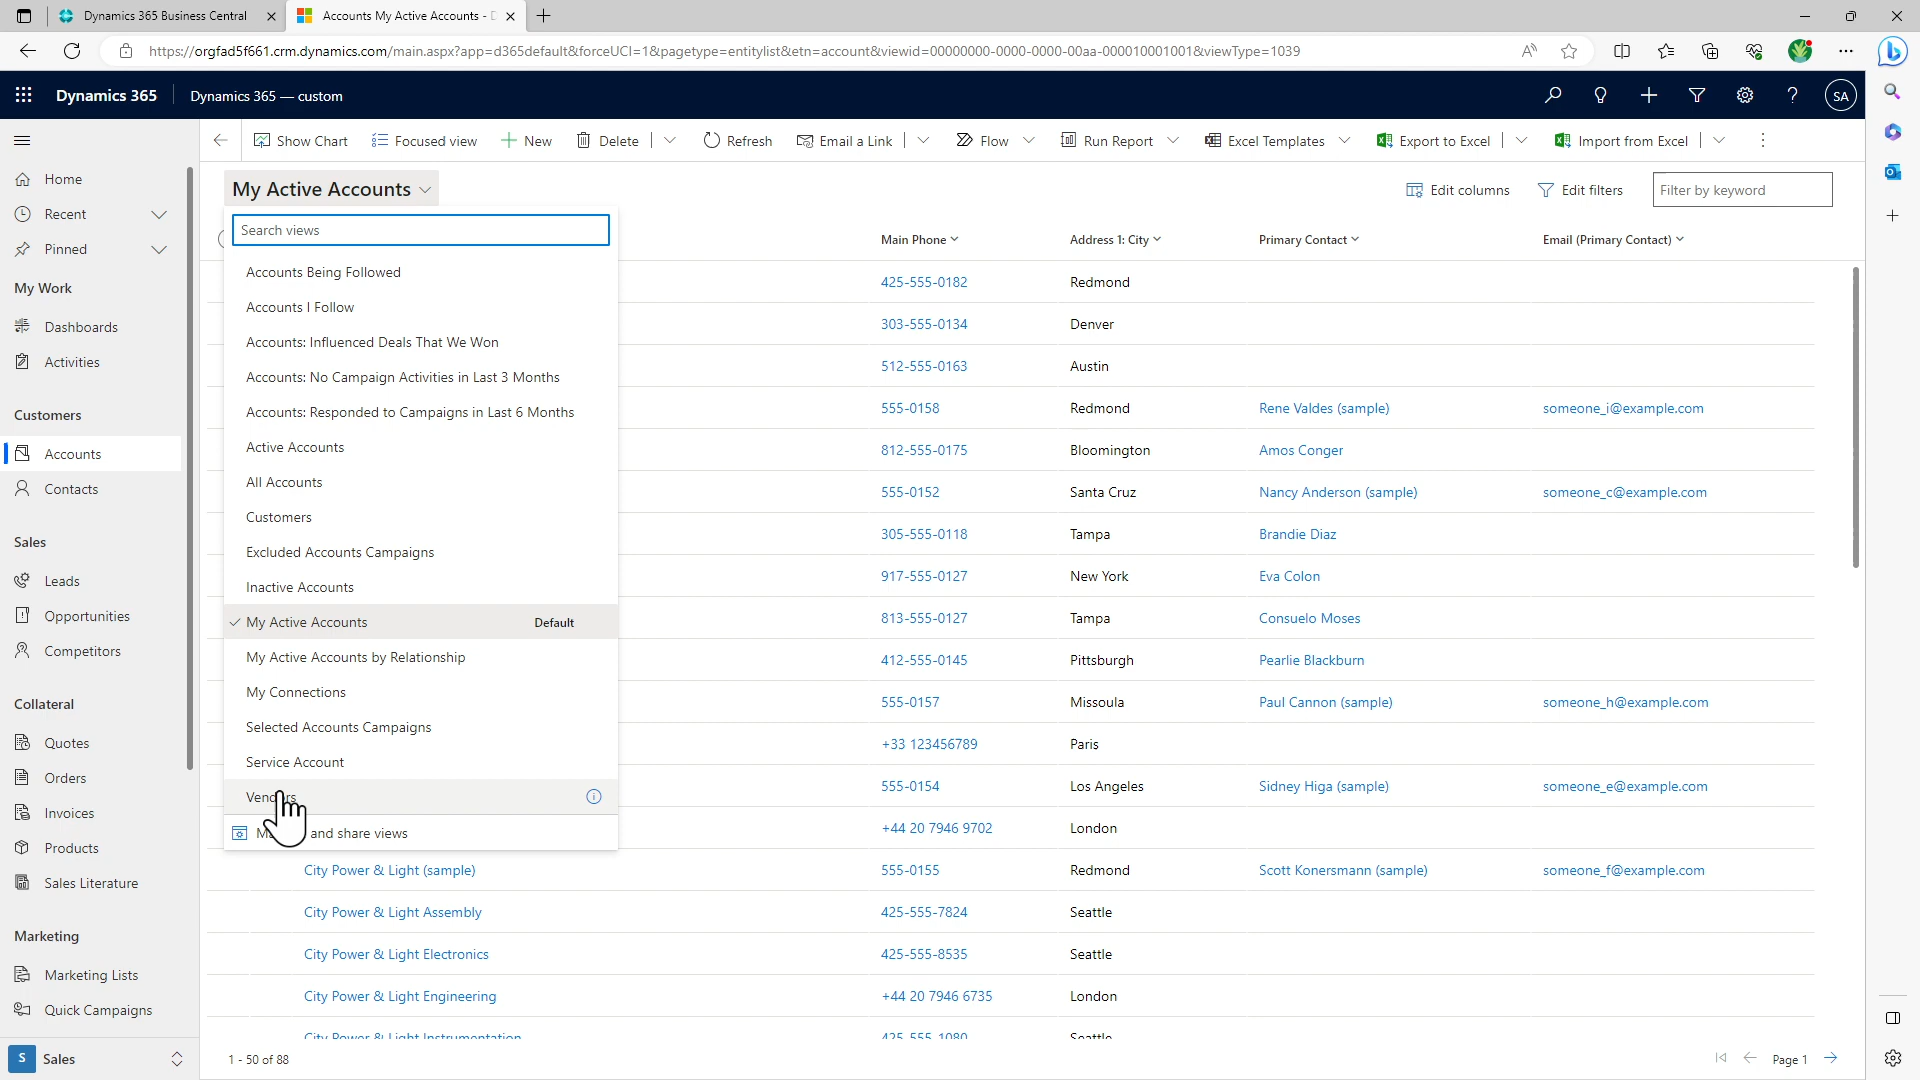 Dynamics 365 Business Central
Accounts My Active Accounts -
https://orgfad5f661.crm.dynamics.com/main.aspx?app=d365default&forceUCI=1&pagetype=entitylist&etn=account&viewid=00000000-0000-0000-00aa-000010001001&viewType=1039
Dynamics 365
Dynamics 365 — custom
SA
Show Chart
Focused view
New
Delete
Refresh
Email a Link
Flow
Run Report
Excel Templates
Export to Excel
Import from Excel
Home
Recent
Pinned
My Work
Dashboards
Activities
Customers
Accounts
Contacts
Sales
Leads
Opportunities
Competitors
Collateral
Quotes
Orders
Invoices
Products
Sales Literature
Marketing
Marketing Lists
Quick Campaigns
S Sales
My Active Accounts
Edit columns
Edit filters
Filter by keyword
Search views
Accounts Being Followed
Accounts I Follow
Accounts: Influenced Deals That We Won
Accounts: No Campaign Activities in Last 3 Months
Accounts: Responded to Campaigns in Last 6 Months
Active Accounts
All Accounts
Customers
Excluded Accounts Campaigns
Inactive Accounts
My Active Accounts Default
My Active Accounts by Relationship
My Connections
Selected Accounts Campaigns
Service Account
and share views
Main Phone Address 1: City Primary Contact Email (Primary Contact)
425-555-0182 Redmond
303-555-0134 Denver
512-555-0163 Austin
555-0158 Redmond Rene Valdes (sample) someone_i@example.com
812-555-0175 Bloomington Amos Conger
555-0152 Santa Cruz Nancy Anderson (sample) someone_c@example.com
305-555-0118 Tampa Brandie Diaz
917-555-0127 New York Eva Colon
813-555-0127 Tampa Consuelo Moses
412-555-0145 Pittsburgh Pearlie Blackburn
555-0157 Missoula Paul Cannon (sample) someone_h@example.com
+33 123456789 Paris
555-0154 Los Angeles Sidney Higa (sample) someone_e@example.com
+44 20 7946 9702 London
City Power & Light (sample) 555-0155 Redmond Scott Konersmann (sample) someone_f@example.com
City Power & Light Assembly 425-555-7824 Seattle
City Power & Light Electronics 425-555-8535 Seattle
City Power & Light Engineering +44 20 7946 6735 London
City Power & Light Instrumentation 425-555-1080 Seattle
1 - 50 of 88
Page 1